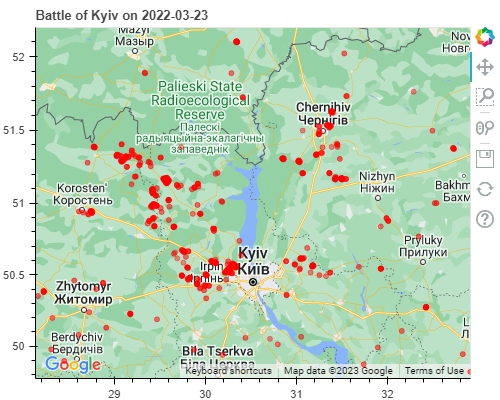 Battle of Kyiv on 2022-03-23
Mazyr
Мазыр
Palieski State
Radioecological
Reserve
Палескі
радыяцыйна-экалагічны
запаведнік
Chernihiv
Чернігів
Korosten'
Коростень
Nizhyn
Ніжин
Bakhm
Бахм
Kyiv
Київ
Irpin
Ірпінь
Pryluky
Прилуки
Zhytomyr
Житомир
Berdychiv
Бердичів
Bila Tserkva
Біла Церква
Google
Keyboard shortcuts
Map data ©2023 Google
Terms of Use
52
51.5
51
50.5
50
29
30
31
32